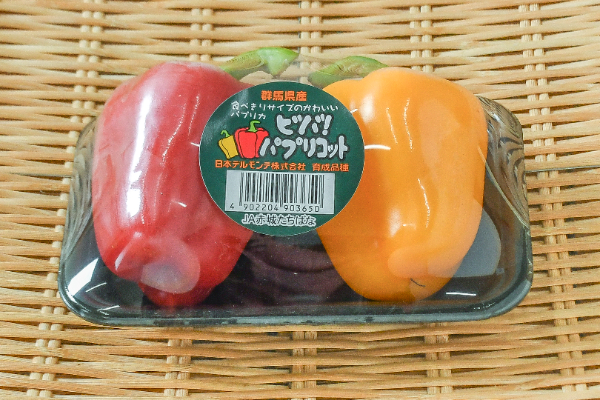 群馬県産
食べきりサイズのかわいい
パプリカ
ビバ!
パプリコット
日本デルモンテ株式会社 育成品種
4 902204 903650
JA赤城たちばな